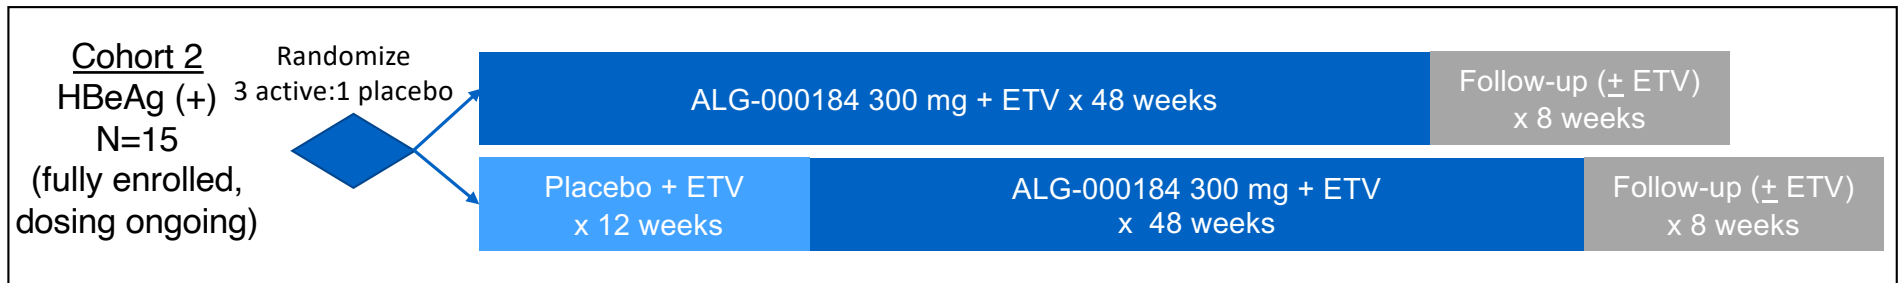 Cohort 2
HBeAg (+)
N=15
(fully enrolled,
dosing ongoing)
Randomize
3 active:1 placebo
ALG-000184 300 mg + ETV x 48 weeks
Follow-up (± ETV)
x 8 weeks
Placebo + ETV
x 12 weeks
ALG-000184 300 mg + ETV
x 48 weeks
Follow-up (± ETV)
x 8 weeks